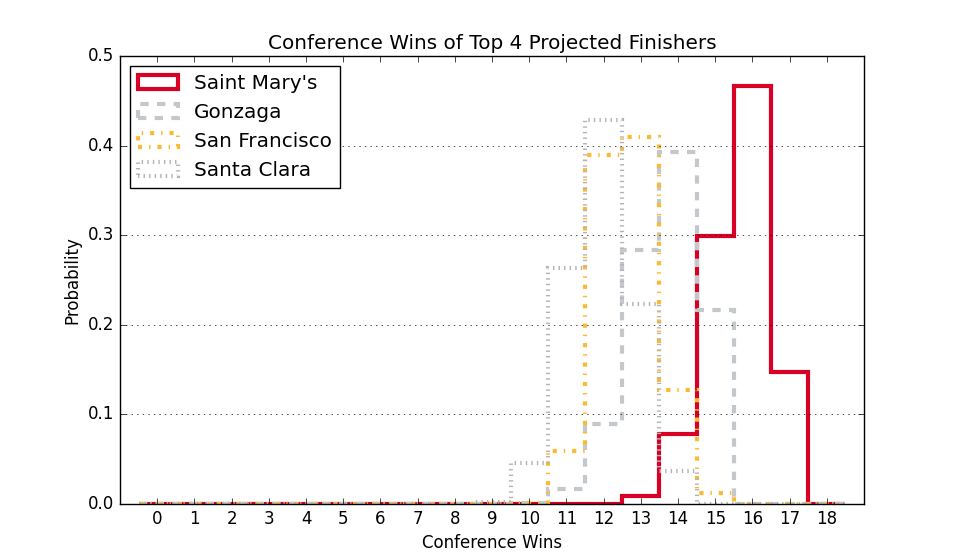 Conference Wins of Top 4 Projected Finishers
Saint Mary's
Gonzaga
San Francisco
Santa Clara
0.5
0.4
0.3
0.2
0.1
0.0
Probability
0 1 2 3 4 5 6 7 8 9 10 11 12 13 14 15 16 17 18
Conference Wins